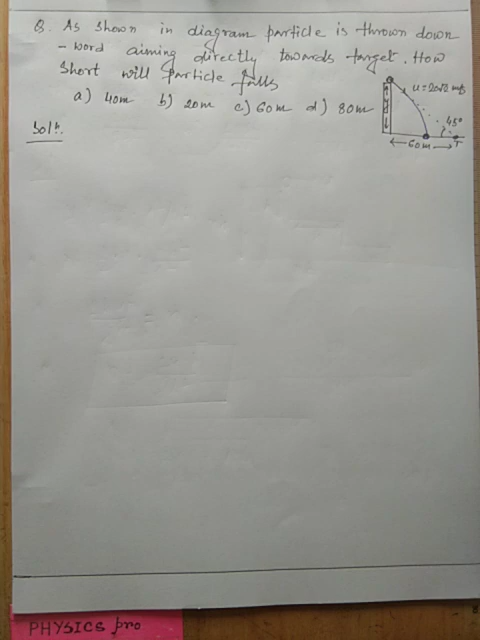 Q. As shown in diagram particle is thrown down
- word aiming directly towards target. How
short will particle falls
a) 40m b) 20m c) 60m d) 80m
u = 20√2 m/s
45°
60m
T
Solⁿ.
PHYSICS pro